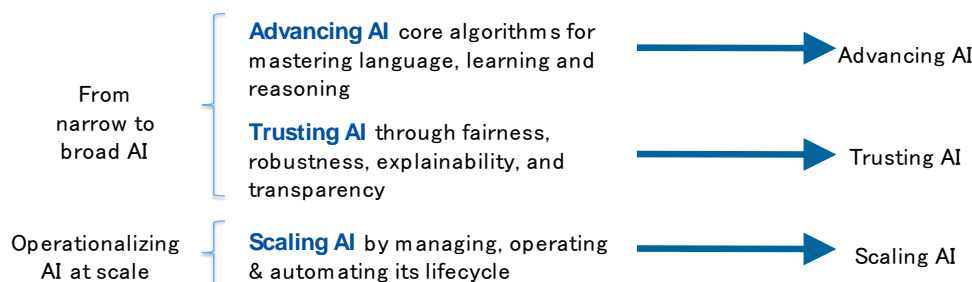 From
narrow to
broad AI
Advancing AI core algorithms for
mastering language, learning and
reasoning
Advancing AI
Trusting AI through fairness,
robustness, explainability, and
transparency
Trusting AI
Operationalizing
AI at scale
Scaling AI by managing, operating
& automating its lifecycle
Scaling AI